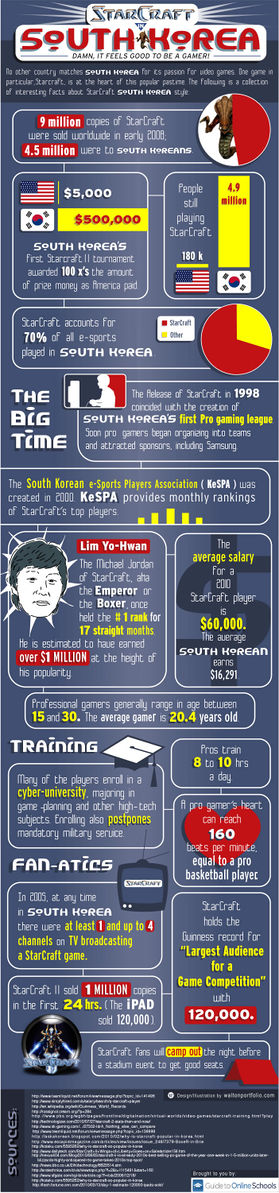 STARCRAFT
IN
SOUTH KOREA
DAMN, IT FEELS GOOD TO BE A GAMER!
No other country matches SOUTH KOREA for its passion for video games. One game in
particular, Starcraft, is at the heart of this popular pastime. The following is a collection
of interesting facts about StarCraft SOUTH KOREA style.
9 million copies of StarCraft
were sold worldwide in early 2008;
4.5 million were to SOUTH KOREANS.
$5,000
$500,000
SOUTH KOREA'S
first Starcraft II tournament
awarded 100 x's the amount
of prize money as America paid
People
still
playing
StarCraft
4.9
million
180 k
StarCraft accounts for
70% of all e-sports
played in SOUTH KOREA
StarCraft
Other
THE
BIG
TIME
The Release of StarCraft in 1998
coincided with the creation of
SOUTH KOREA'S first Pro gaming league
Soon pro gamers began organizing into teams
and attracted sponsors, including Samsung
The South Korean e-Sports Players Association ( KeSPA ) was
created in 2000. KeSPA provides monthly rankings
of StarCraft's top players.
Lim Yo-Hwan
The Michael Jordan
of StarCraft, aka
the Emperor or
the Boxer, once
held the # 1 rank for
17 straight months.
He is estimated to have earned
over $1 MILLION at the height of
his popularity
The
average salary
for a
2010
StarCraft player
is
$60,000.
The average
SOUTH KOREAN
earns
$16,291
Professional gamers generally range in age between
15 and 30. The average gamer is 20.4 years old.
TRAINING
Many of the players enroll in a
cyber-university, majoring in
game -planning and other high-tech
subjects. Enrolling also postpones
mandatory military service.
Pros train
8 to 10 hrs
a day
A pro gamer's heart
can reach
160
beats per minute,
equal to a pro
basketball player.
FAN-ATICS
STARCRAFT
In 2005, at any time
in SOUTH KOREA
there were at least 1 and up to 4
channels on TV broadcasting
a StarCraft game.
StarCraft
holds the
Guinness record for
"Largest Audience
for a
Game Competition"
with
120,000.
StarCraft II sold 1 MILLION copies
in the first 24 hrs. ( The iPAD
sold 120,000 )
StarCraft fans will camp out the night before
a stadium event to get good seats.
SOURCES:
Design/Illustration by waltonportfolio.com
Brought to you by:
Guide to Online Schools